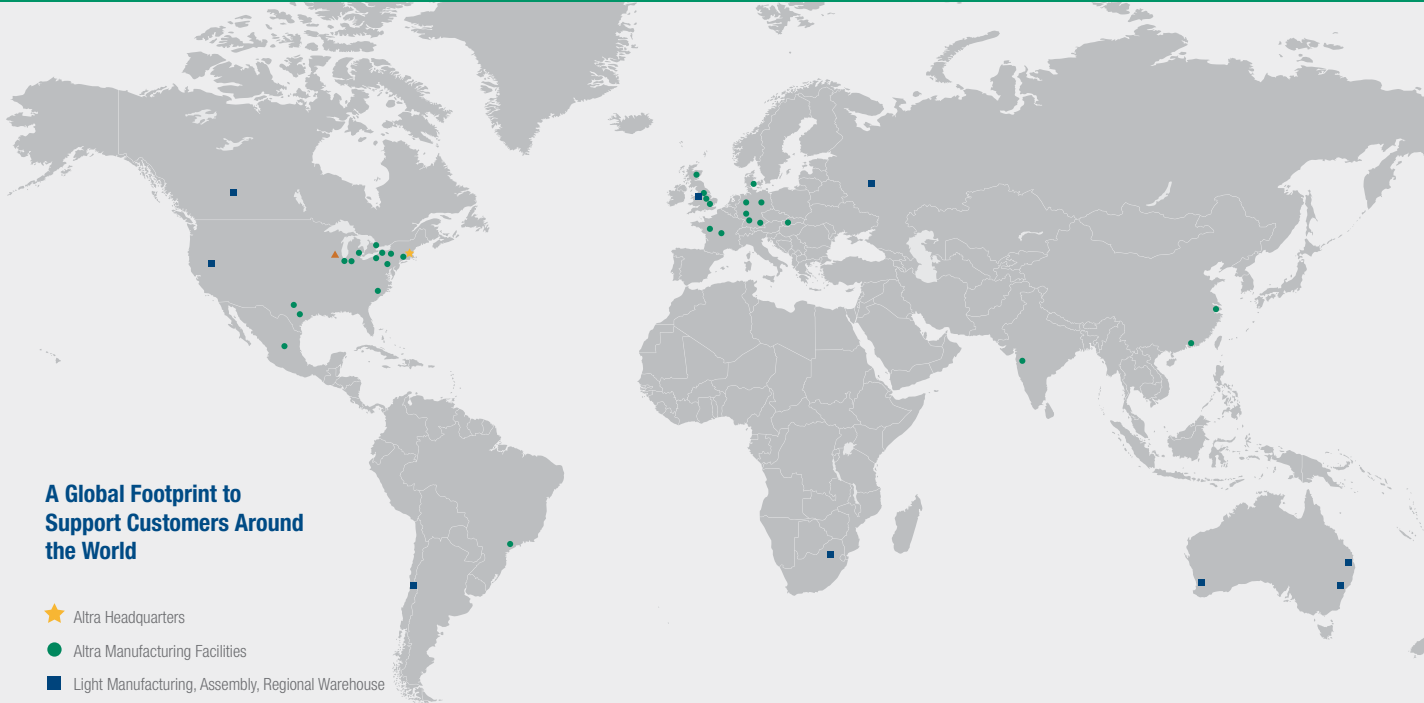 A Global Footprint to
Support Customers Around
the World
Altra Headquarters
Altra Manufacturing Facilities
Light Manufacturing, Assembly, Regional Warehouse